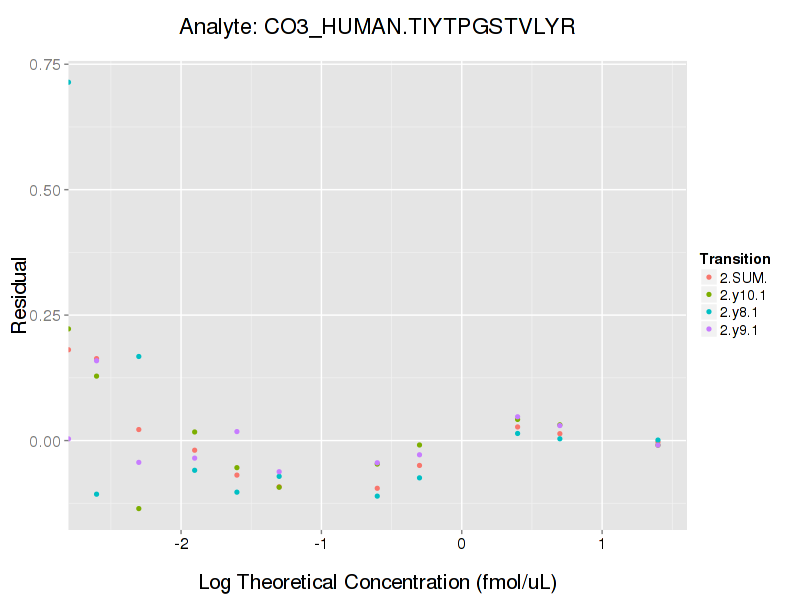 Analyte: CO3_HUMAN.TIYTPGSTVLYR
0.75
0.50
0.25
0.00
Residual
-2
-1
0
1
Log Theoretical Concentration (fmol/uL)
Transition
2.SUM.
2.y10.1
2.y8.1
2.y9.1